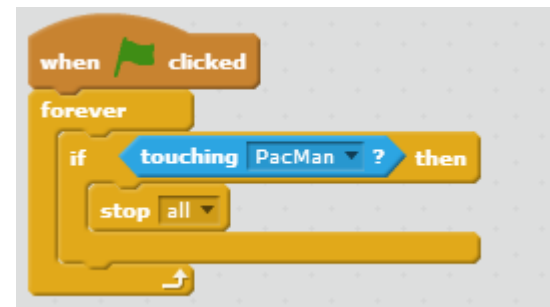 when clicked
forever
if touching PacMan ? then
stop all